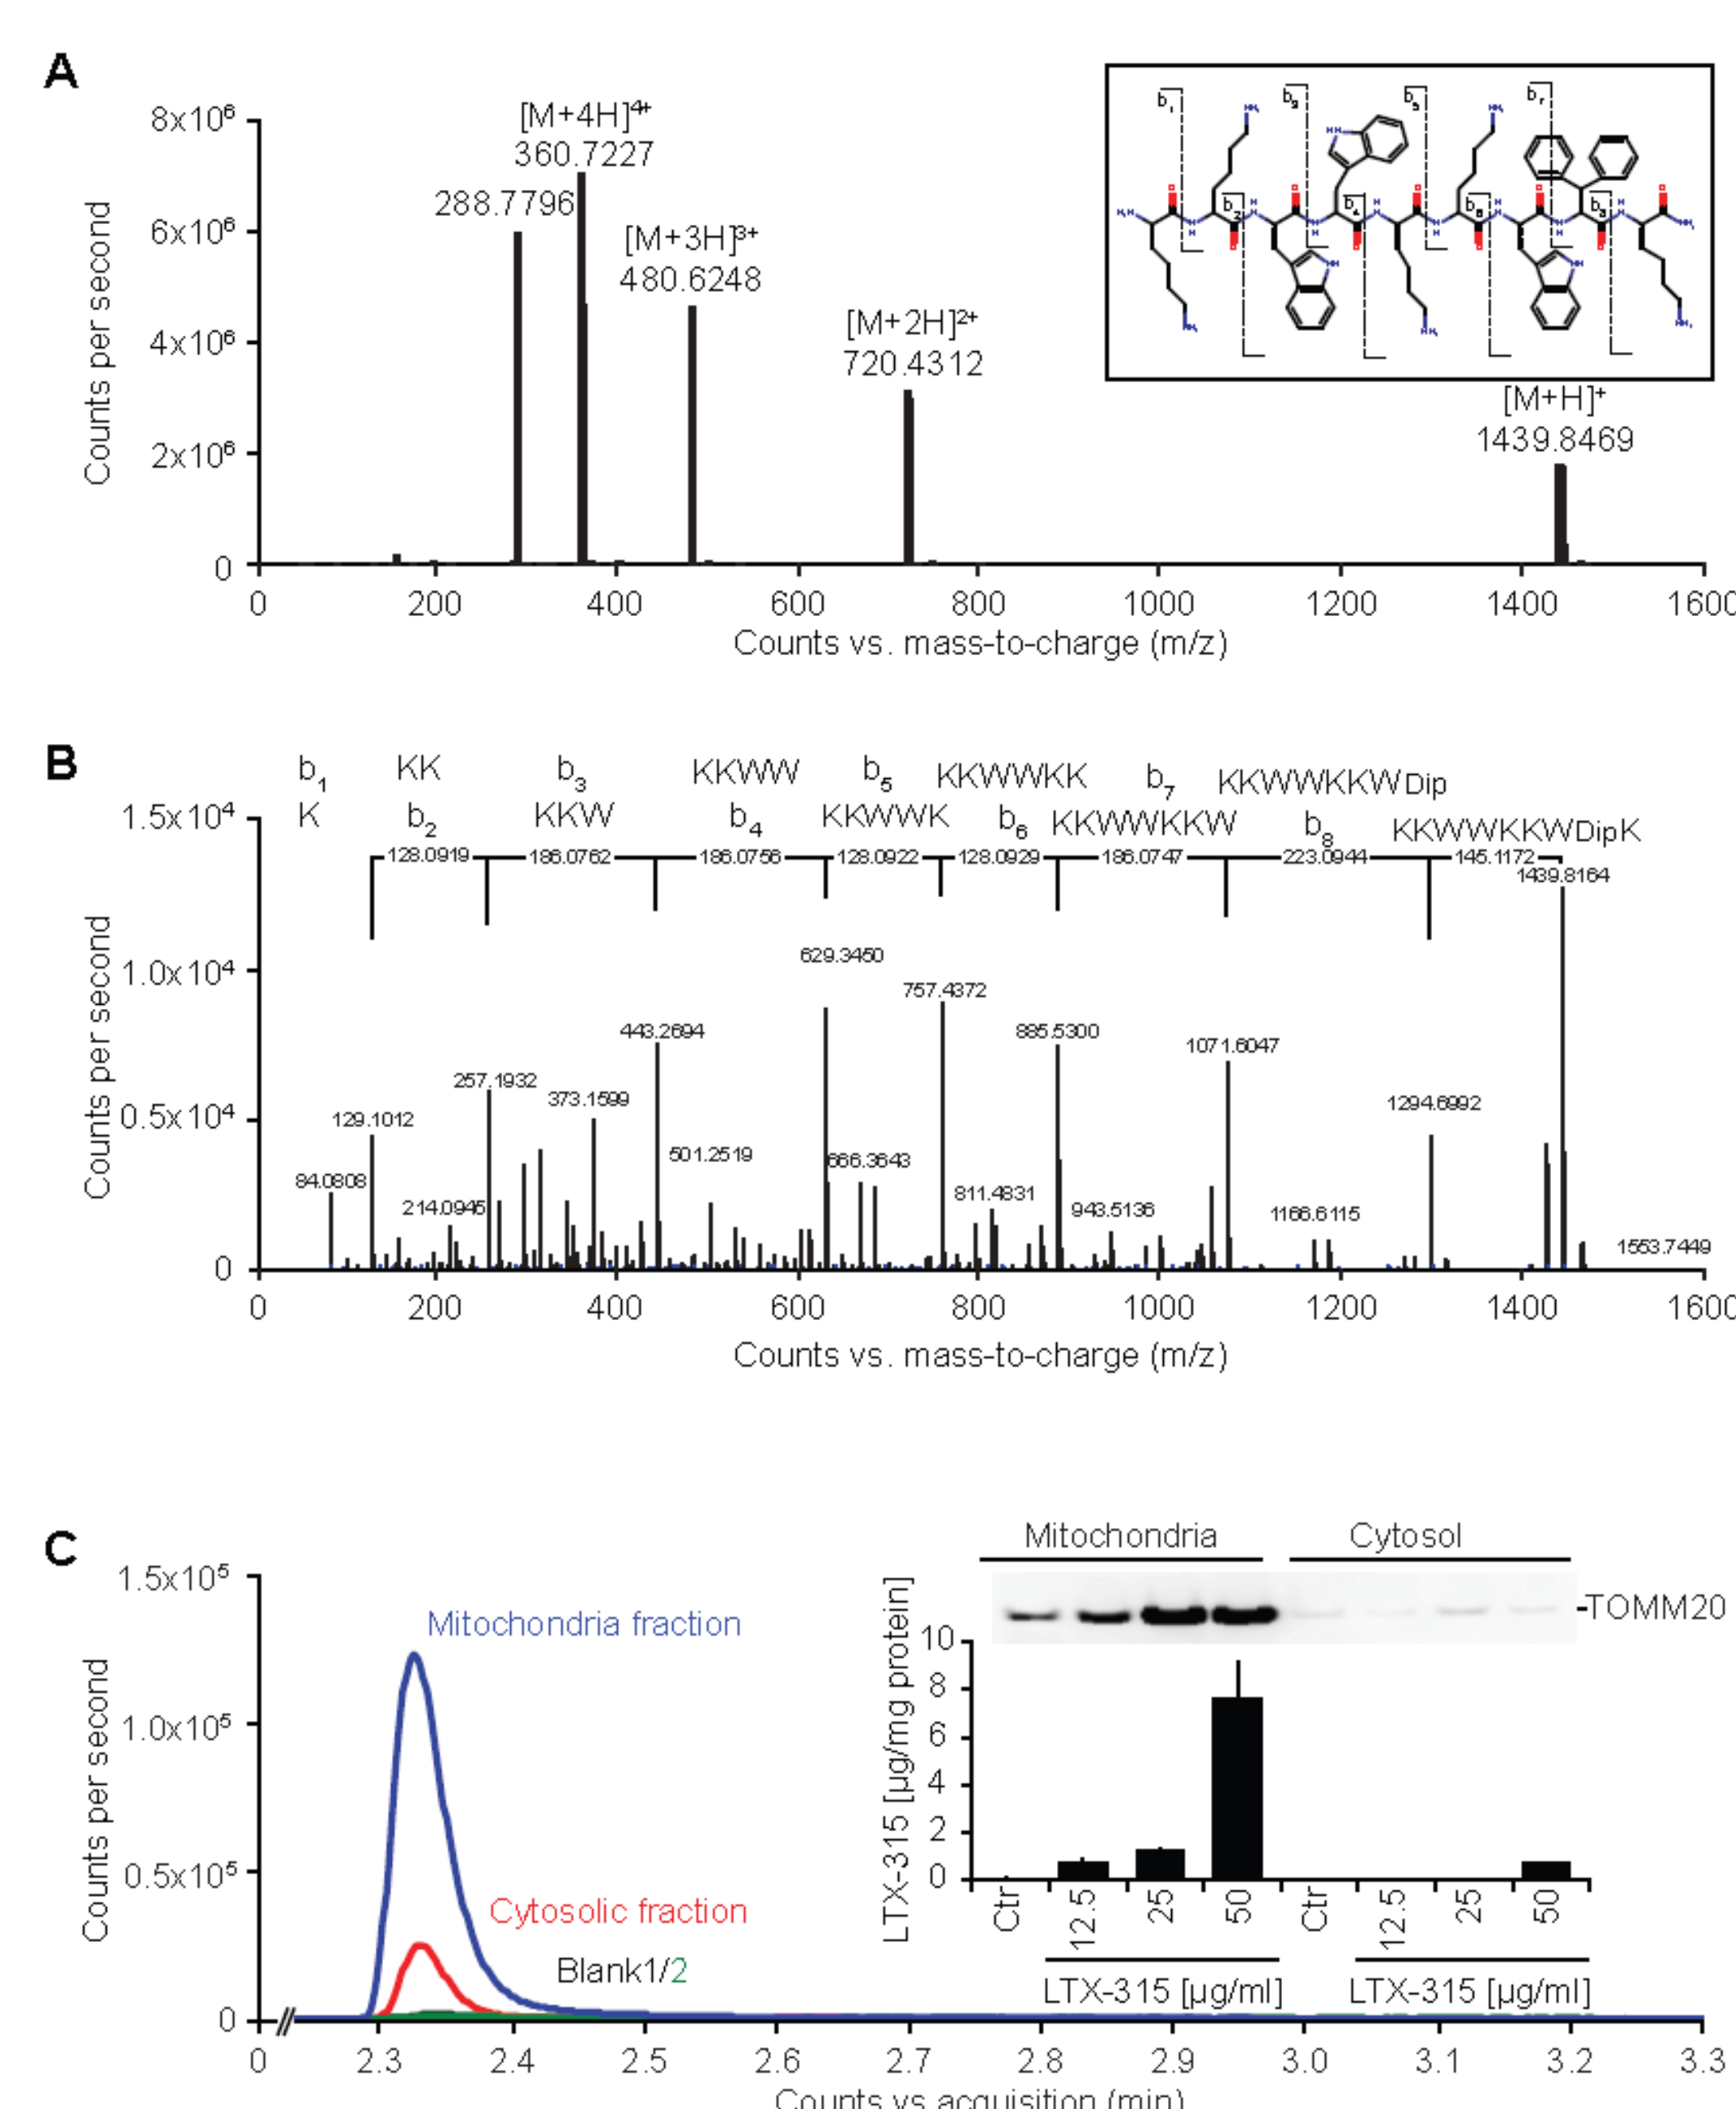 A
[M+4H]⁴⁺
8x10⁶
360.7227
288.7796
6x10⁶
[M+3H]³⁺
480.6248
4x10⁶
[M+2H]²⁺
720.4312
2x10⁶
[M+H]⁺
1439.8469
0
Counts per second
b₁ b₃ b₅ b₇
b₂ b₄ b₆ b₈
0 200 400 600 800 1000 1200 1400 1600
Counts vs. mass-to-charge (m/z)
B
b₁ KK b₃ KKWW b₅ KKWWKK b₇ KKWWKKWDip
K b₂ KKW b₄ KKWWK b₆ KKWWKKW b₈ KKWWKKWDipK
1.5x10⁴
128.0919 186.0762 186.0756 128.0922 128.0929 186.0747 223.0944 145.1172
1439.8164
1.0x10⁴
629.3450
757.4372
443.2694
885.5300
1071.6047
257.1932
373.1599
1294.6992
0.5x10⁴
129.1012
501.2519
666.3643
84.0808
214.0945
811.4831
943.5136
1166.6115
1553.7449
0
Counts per second
0 200 400 600 800 1000 1200 1400 1600
Counts vs. mass-to-charge (m/z)
C
1.5x10⁵
1.0x10⁵
0.5x10⁵
0
Counts per second
Mitochondria fraction
Cytosolic fraction
Blank1/2
0 2.3 2.4 2.5 2.6 2.7 2.8 2.9 3.0 3.1 3.2 3.3
Counts vs acquisition (min)
Mitochondria Cytosol
-TOMM20
LTX-315 [µg/mg protein]
10
8
6
4
2
0
Ctr 12.5 25 50 Ctr 12.5 25 50
LTX-315 [µg/ml] LTX-315 [µg/ml]